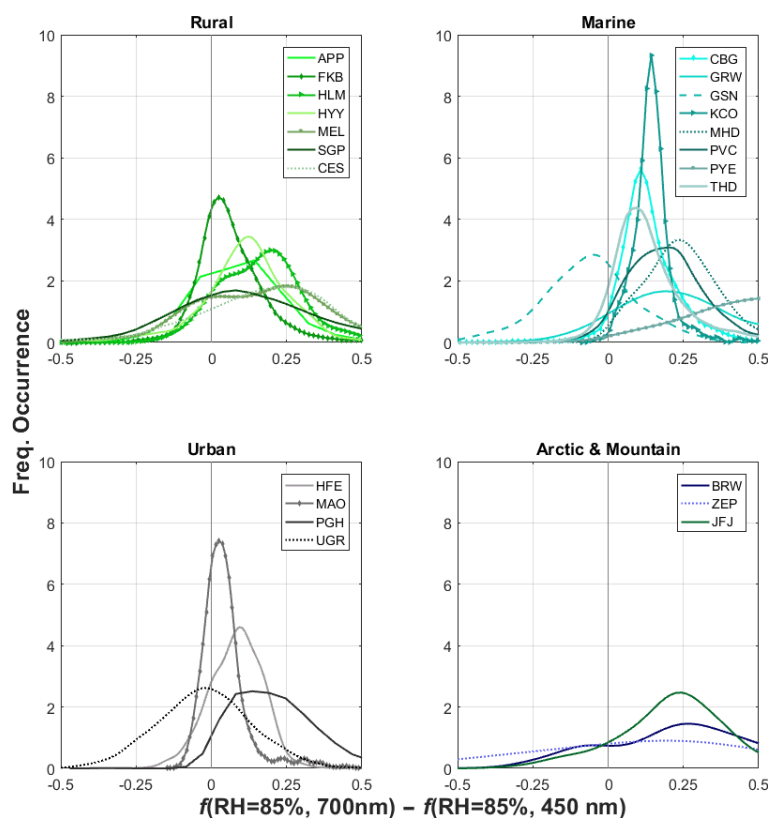 Rural
10
8
6
4
2
0
-0.5
-0.25
0
0.25
0.5
APP
FKB
HLM
HYY
MEL
SGP
CES
Marine
10
8
6
4
2
0
-0.5
-0.25
0
0.25
0.5
CBG
GRW
GSN
KCO
MHD
PVC
PYE
THD
Freq. Occurrence
Urban
10
8
6
4
2
0
-0.5
-0.25
0
0.25
0.5
HFE
MAO
PGH
UGR
Arctic & Mountain
10
8
6
4
2
0
-0.5
-0.25
0
0.25
0.5
BRW
ZEP
JFJ
f(RH=85%, 700nm) − f(RH=85%, 450 nm)